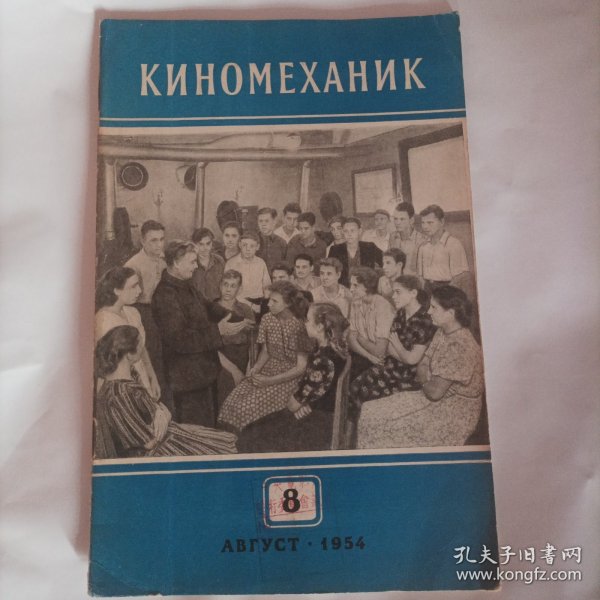 КИНОМЕХАНИК
8
АВГУСТ · 1954
孔夫子旧书网
www.kongfz.com